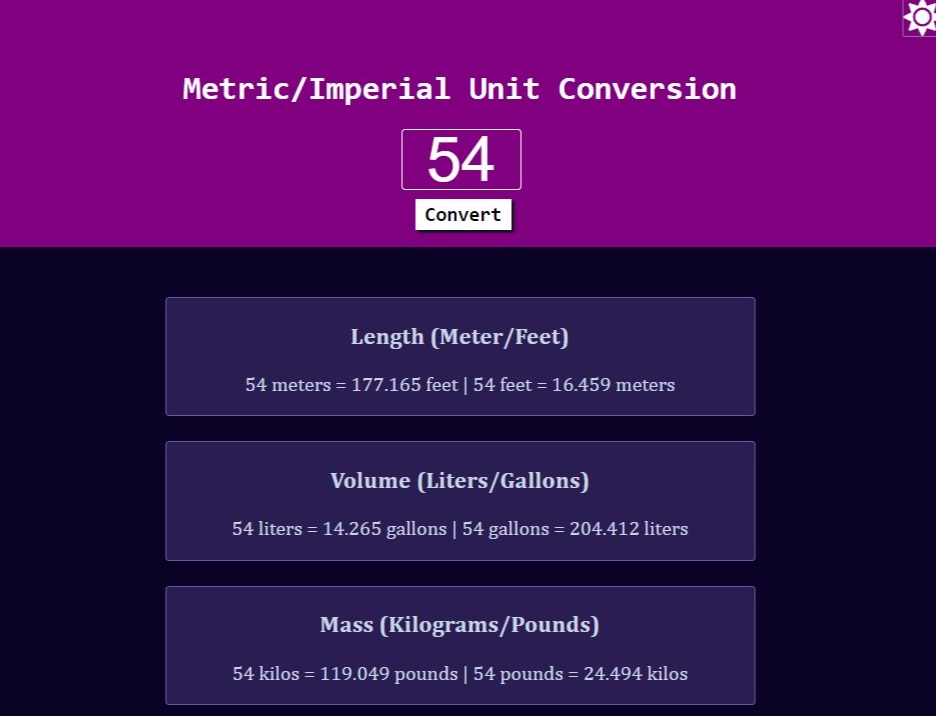 Metric/Imperial Unit Conversion
54
Convert
Length (Meter/Feet)
54 meters = 177.165 feet | 54 feet = 16.459 meters
Volume (Liters/Gallons)
54 liters = 14.265 gallons | 54 gallons = 204.412 liters
Mass (Kilograms/Pounds)
54 kilos = 119.049 pounds | 54 pounds = 24.494 kilos